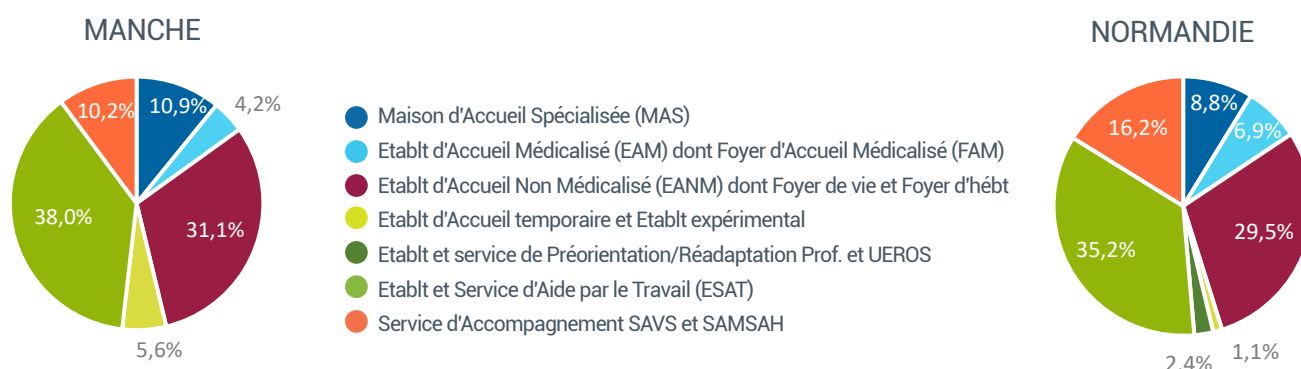 MANCHE
10,9%
4,2%
31,1%
5,6%
38,0%
10,2%
Maison d'Accueil Spécialisée (MAS)
Etablt d'Accueil Médicalisé (EAM) dont Foyer d'Accueil Médicalisé (FAM)
Etablt d'Accueil Non Médicalisé (EANM) dont Foyer de vie et Foyer d'hébt
Etablt d'Accueil temporaire et Etablt expérimental
Etablt et service de Préorientation/Réadaptation Prof. et UEROS
Etablt et Service d'Aide par le Travail (ESAT)
Service d'Accompagnement SAVS et SAMSAH
NORMANDIE
8,8%
6,9%
29,5%
1,1%
2,4%
35,2%
16,2%